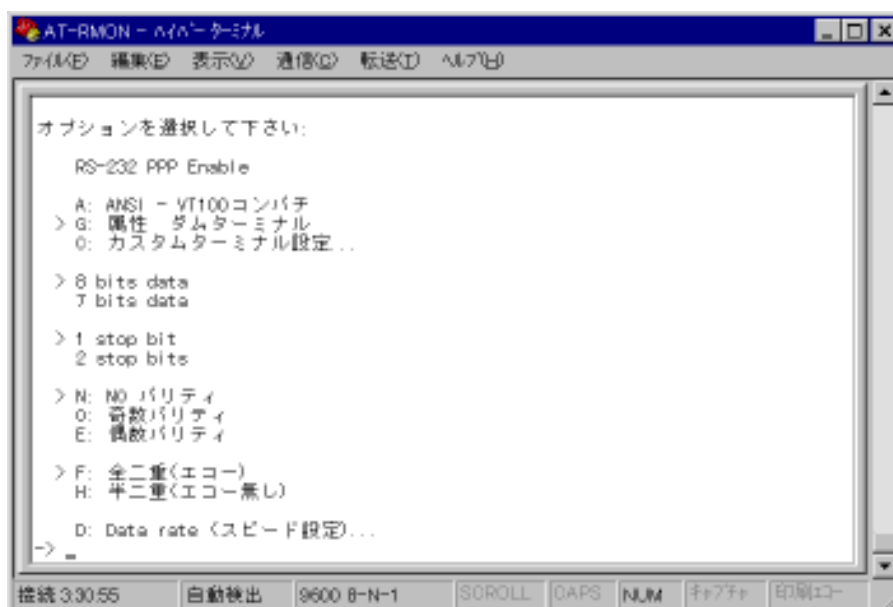 AT-RMON - ハイパーターミナル
ファイル(F) 編集(E) 表示(V) 通信(C) 転送(T) ヘルプ(H)
オプションを選択して下さい:
RS-232 PPP Enable
A: ANSI - VT100コンパチ
> G: 属性 ダムターミナル
C: カスタムターミナル設定...
> 8 bits data
7 bits data
> 1 stop bit
2 stop bits
> N: NO パリティ
O: 奇数パリティ
E: 偶数パリティ
> F: 全二重(エコー)
H: 半二重(エコー無し)
D: Data rate (スピード設定)...
-> _
接続 3:30:55 自動検出 9600 8-N-1 SCROLL CAPS NUM キャプチャ 印刷エコー